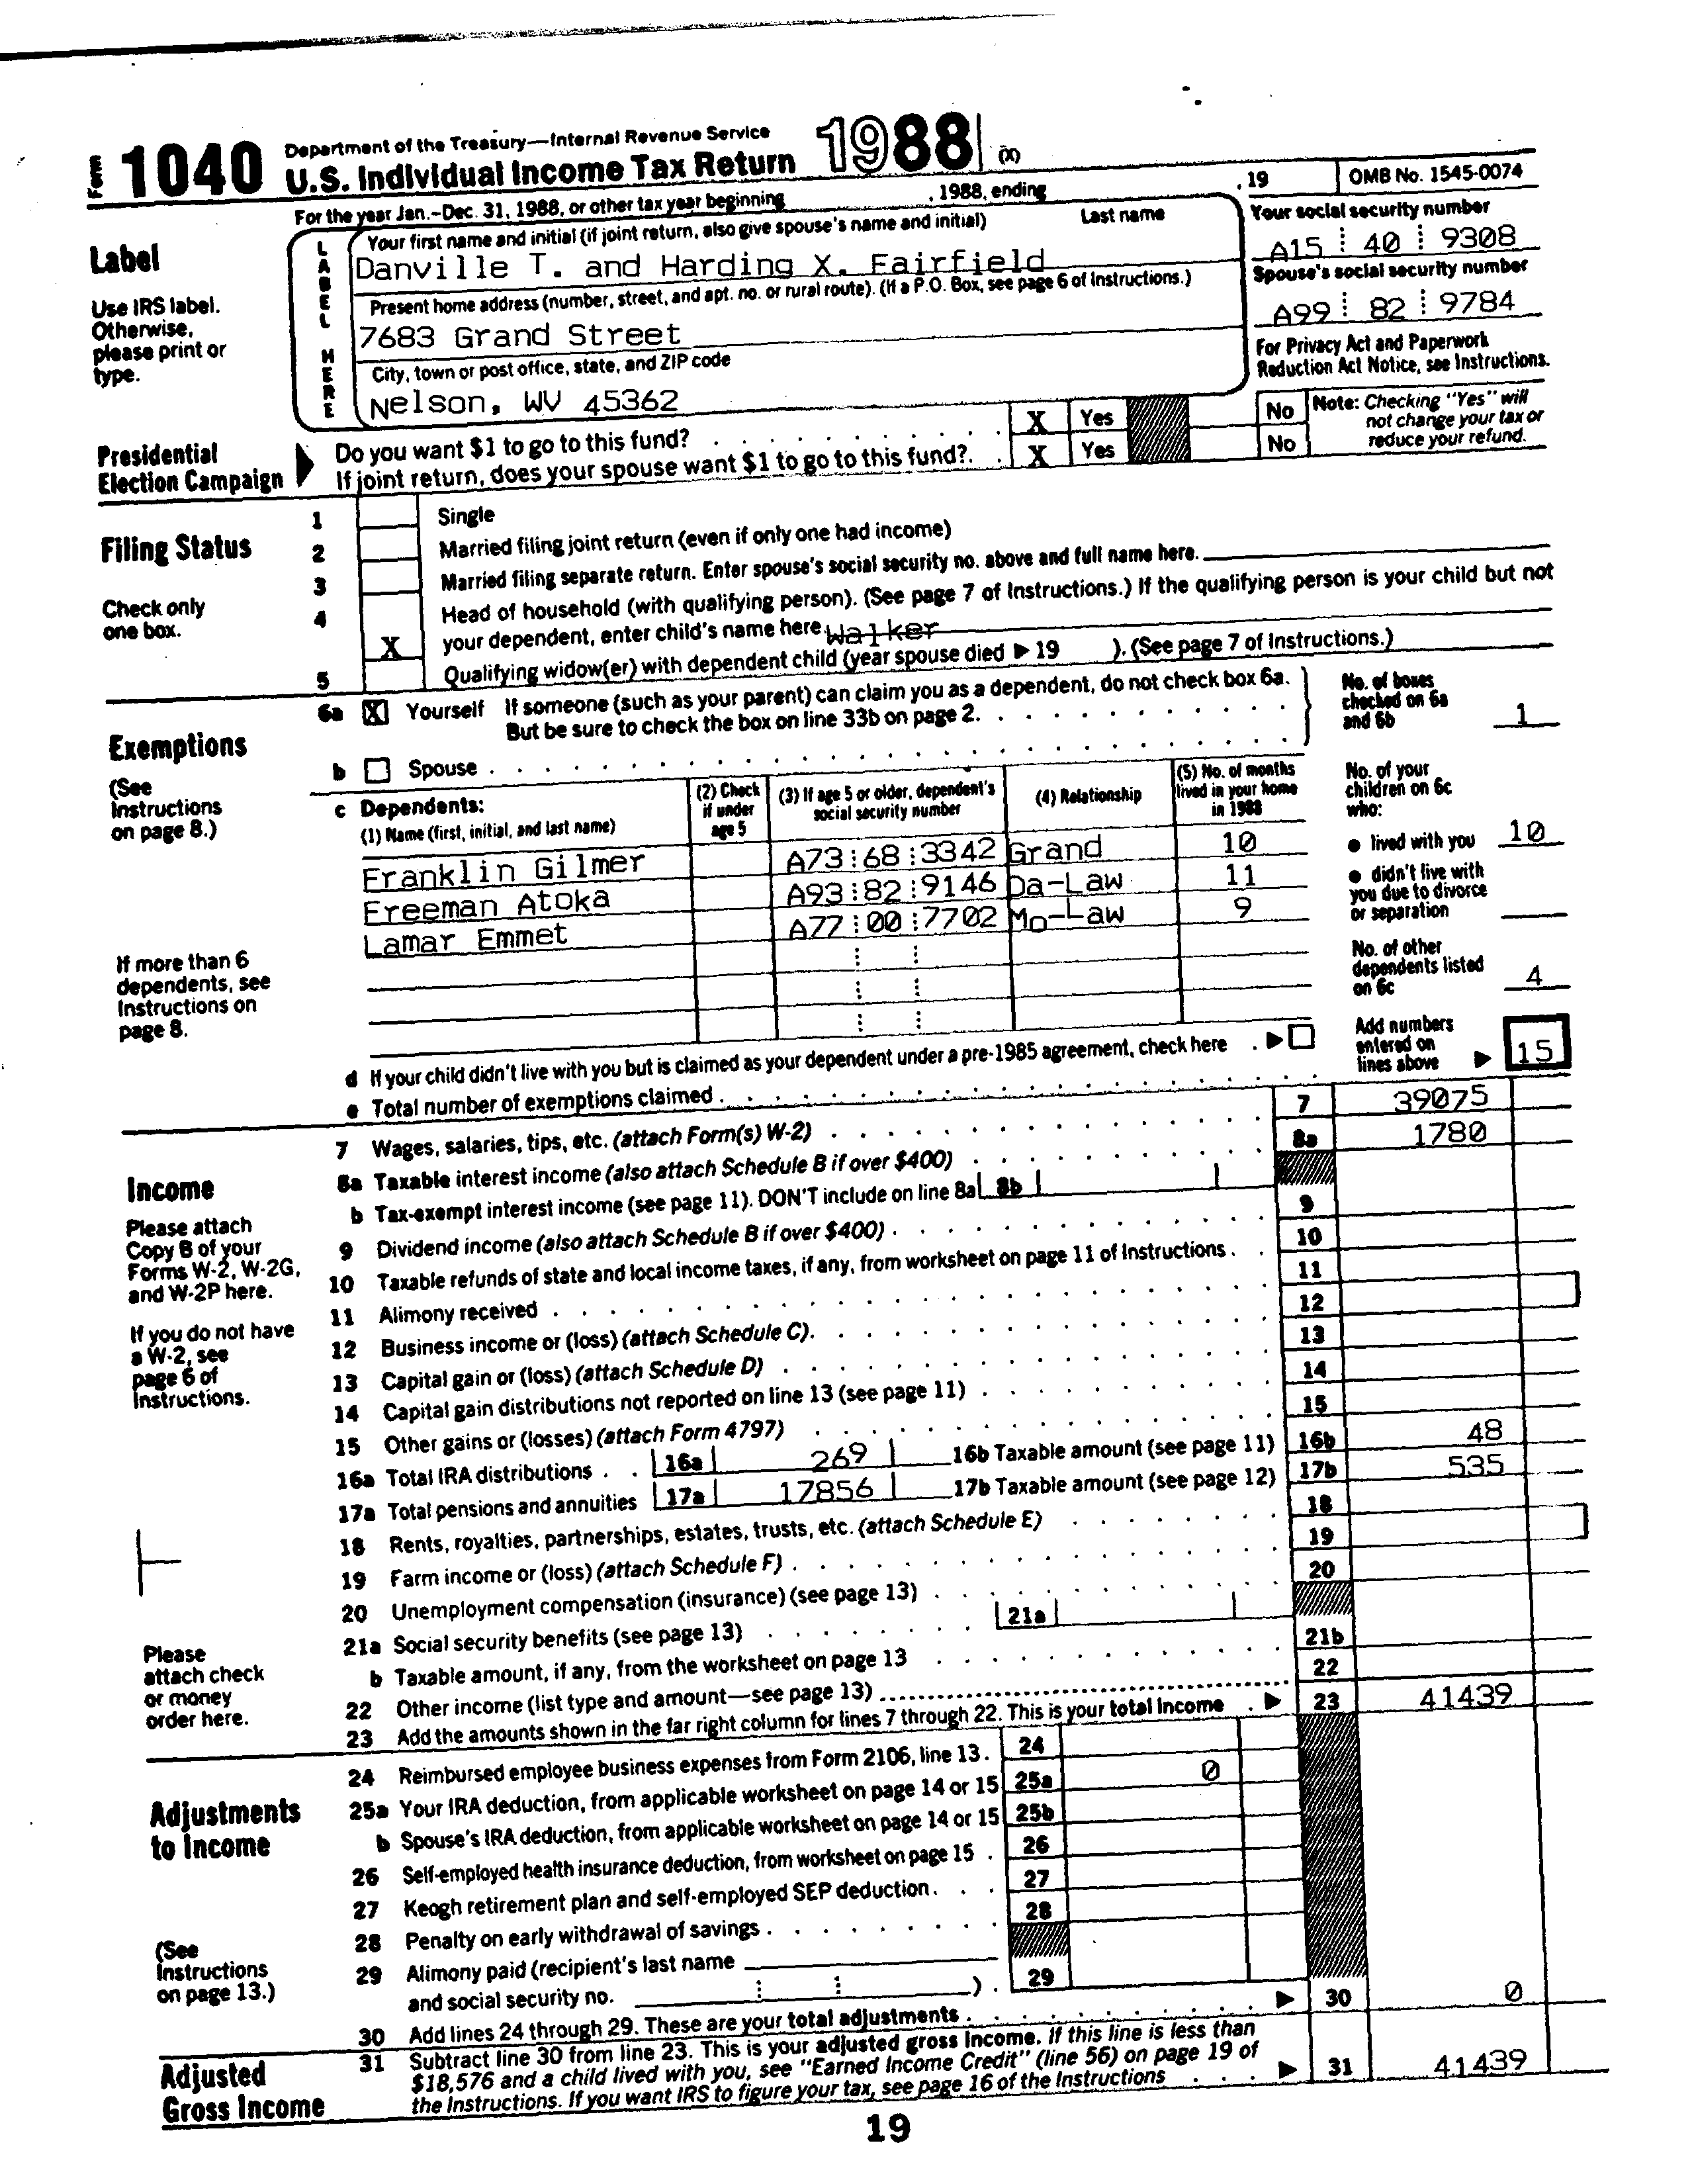 Form 1040 Department of the Treasury—Internal Revenue Service
U.S. Individual Income Tax Return 1988 (X)
For the year Jan.-Dec. 31, 1988, or other tax year beginning , 1988, ending , 19 OMB No. 1545-0074
Label
Use IRS label. Otherwise, please print or type.
LABEL HERE
Your first name and initial (if joint return, also give spouse's name and initial) Last name
Danville T. and Harding X. Fairfield
Your social security number
A15 40 9308
Present home address (number, street, and apt. no. or rural route). (If a P.O. Box, see page 6 of Instructions.)
7683 Grand Street
Spouse's social security number
A99 82 9784
City, town or post office, state, and ZIP code
Nelson, WV 45362
For Privacy Act and Paperwork Reduction Act Notice, see Instructions.
Presidential Election Campaign
Do you want $1 to go to this fund? X Yes No
If joint return, does your spouse want $1 to go to this fund? X Yes No
Note: Checking "Yes" will not change your tax or reduce your refund.
Filing Status
Check only one box.
1 Single
2 Married filing joint return (even if only one had income)
3 Married filing separate return. Enter spouse's social security no. above and full name here.
4 X Head of household (with qualifying person). (See page 7 of Instructions.) If the qualifying person is your child but not
your dependent, enter child's name here. Walker
5 Qualifying widow(er) with dependent child (year spouse died ▶ 19 ). (See page 7 of Instructions.)
Exemptions
(See Instructions on page 8.)
6a X Yourself If someone (such as your parent) can claim you as a dependent, do not check box 6a.
But be sure to check the box on line 33b on page 2.
b Spouse
No. of boxes checked on 6a and 6b 1
c Dependents:
(1) Name (first, initial, and last name) (2) Check if under age 5 (3) If age 5 or older, dependent's social security number (4) Relationship (5) No. of months lived in your home in 1988
Franklin Gilmer A73 68 3342 Grand 10
Freeman Atoka A93 82 9146 Da-Law 11
Lamar Emmet A77 00 7702 Mo-Law 9
No. of your children on 6c who:
● lived with you 10
● didn't live with you due to divorce or separation
No. of other dependents listed on 6c 4
If more than 6 dependents, see Instructions on page 8.
d If your child didn't live with you but is claimed as your dependent under a pre-1985 agreement, check here ▶
e Total number of exemptions claimed
Add numbers entered on lines above ▶ 15
Income
Please attach Copy B of your Forms W-2, W-2G, and W-2P here.
If you do not have a W-2, see page 6 of Instructions.
Please attach check or money order here.
7 Wages, salaries, tips, etc. (attach Form(s) W-2) 7 39075
8a Taxable interest income (also attach Schedule B if over $400) 8a 1780
b Tax-exempt interest income (see page 11). DON'T include on line 8a 8b
9 Dividend income (also attach Schedule B if over $400) 9
10 Taxable refunds of state and local income taxes, if any, from worksheet on page 11 of Instructions 10
11 Alimony received 11
12 Business income or (loss) (attach Schedule C) 12
13 Capital gain or (loss) (attach Schedule D) 13
14 Capital gain distributions not reported on line 13 (see page 11) 14
15 Other gains or (losses) (attach Form 4797) 15
16a Total IRA distributions 16a 269 16b Taxable amount (see page 11) 16b 48
17a Total pensions and annuities 17a 17856 17b Taxable amount (see page 12) 17b 535
18 Rents, royalties, partnerships, estates, trusts, etc. (attach Schedule E) 18
19 Farm income or (loss) (attach Schedule F) 19
20 Unemployment compensation (insurance) (see page 13) 20
21a Social security benefits (see page 13) 21a
b Taxable amount, if any, from the worksheet on page 13 21b
22 Other income (list type and amount—see page 13) 22
23 Add the amounts shown in the far right column for lines 7 through 22. This is your total income ▶ 23 41439
Adjustments to Income
(See Instructions on page 13.)
24 Reimbursed employee business expenses from Form 2106, line 13. 24
25a Your IRA deduction, from applicable worksheet on page 14 or 15 25a 0
b Spouse's IRA deduction, from applicable worksheet on page 14 or 15 25b
26 Self-employed health insurance deduction, from worksheet on page 15 26
27 Keogh retirement plan and self-employed SEP deduction 27
28 Penalty on early withdrawal of savings 28
29 Alimony paid (recipient's last name
and social security no. ) 29
30 Add lines 24 through 29. These are your total adjustments ▶ 30 0
Adjusted Gross Income
31 Subtract line 30 from line 23. This is your adjusted gross income. If this line is less than
$18,576 and a child lived with you, see "Earned Income Credit" (line 56) on page 19 of
the Instructions. If you want IRS to figure your tax, see page 16 of the Instructions ▶ 31 41439
19